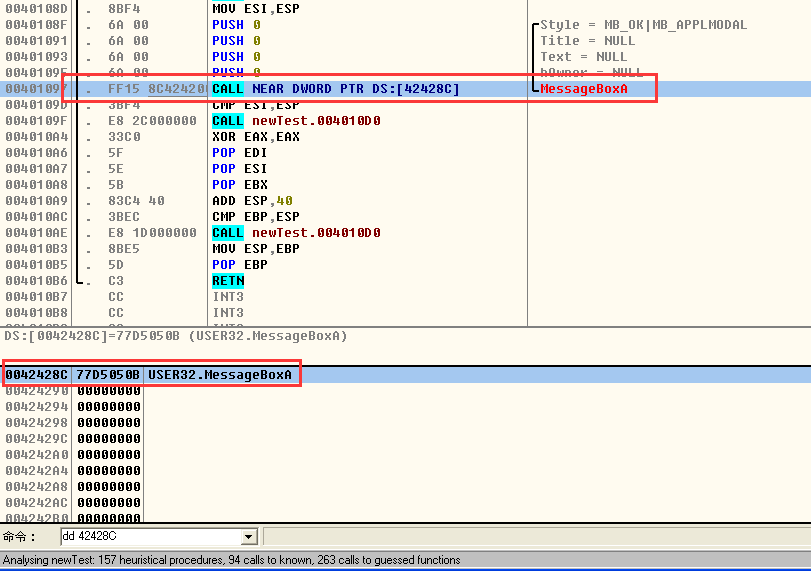 0040108D . 8BF4 MOV ESI,ESP
0040108F . 6A 00 PUSH 0 Style = MB_OK|MB_APPLMODAL
00401091 . 6A 00 PUSH 0 Title = NULL
00401093 . 6A 00 PUSH 0 Text = NULL
00401095 . 6A 00 PUSH 0 hOwner = NULL
00401097 . FF15 8C424200 CALL NEAR DWORD PTR DS:[42428C] MessageBoxA
0040109D . 3BF4 CMP ESI,ESP
0040109F . E8 2C000000 CALL newTest.004010D0
004010A4 . 33C0 XOR EAX,EAX
004010A6 . 5F POP EDI
004010A7 . 5E POP ESI
004010A8 . 5B POP EBX
004010A9 . 83C4 40 ADD ESP,40
004010AC . 3BEC CMP EBP,ESP
004010AE . E8 1D000000 CALL newTest.004010D0
004010B3 . 8BE5 MOV ESP,EBP
004010B5 . 5D POP EBP
004010B6 . C3 RETN
004010B7 CC INT3
004010B8 CC INT3
DS:[0042428C]=77D5050B (USER32.MessageBoxA)
0042428C 77D5050B USER32.MessageBoxA
00424290 00000000
00424294 00000000
00424298 00000000
0042429C 00000000
004242A0 00000000
004242A4 00000000
004242A8 00000000
004242AC 00000000
004242B0 00000000
命令： dd 42428C
Analysing newTest: 157 heuristical procedures, 94 calls to known, 263 calls to guessed functions